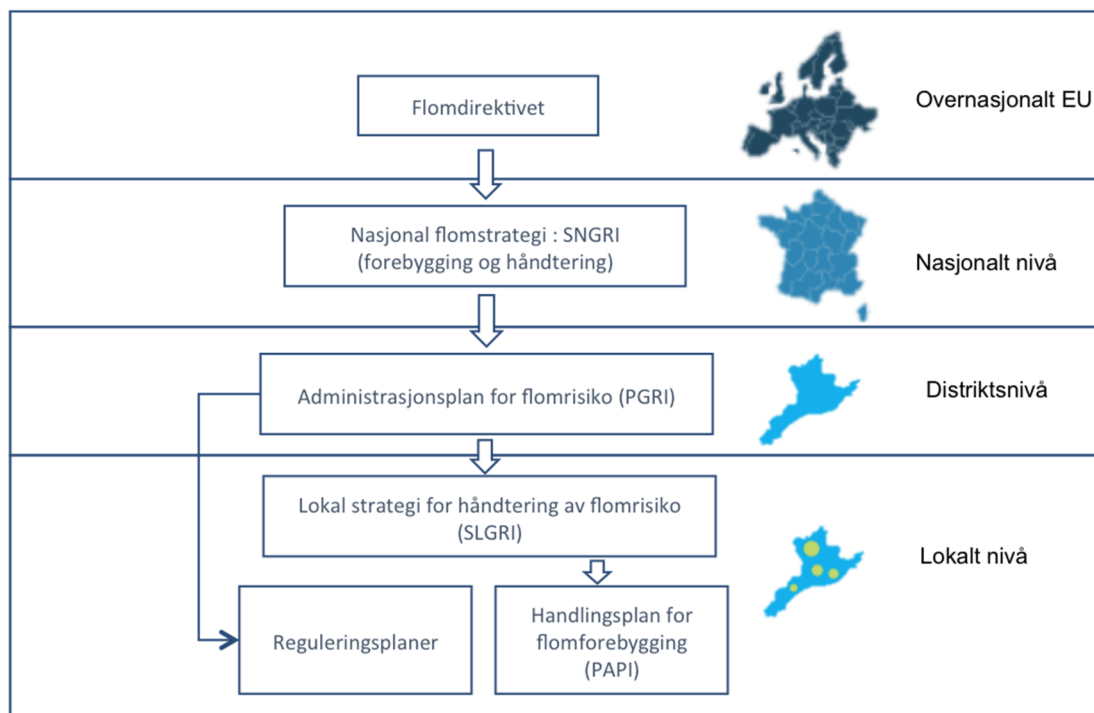 Flomdirektivet
Overnasjonalt EU
Nasjonal flomstrategi : SNGRI
(forebygging og håndtering)
Nasjonalt nivå
Administrasjonsplan for flomrisiko (PGRI)
Distriktsnivå
Lokal strategi for håndtering av flomrisiko
(SLGRI)
Lokalt nivå
Reguleringsplaner
Handlingsplan for
flomforebygging
(PAPI)